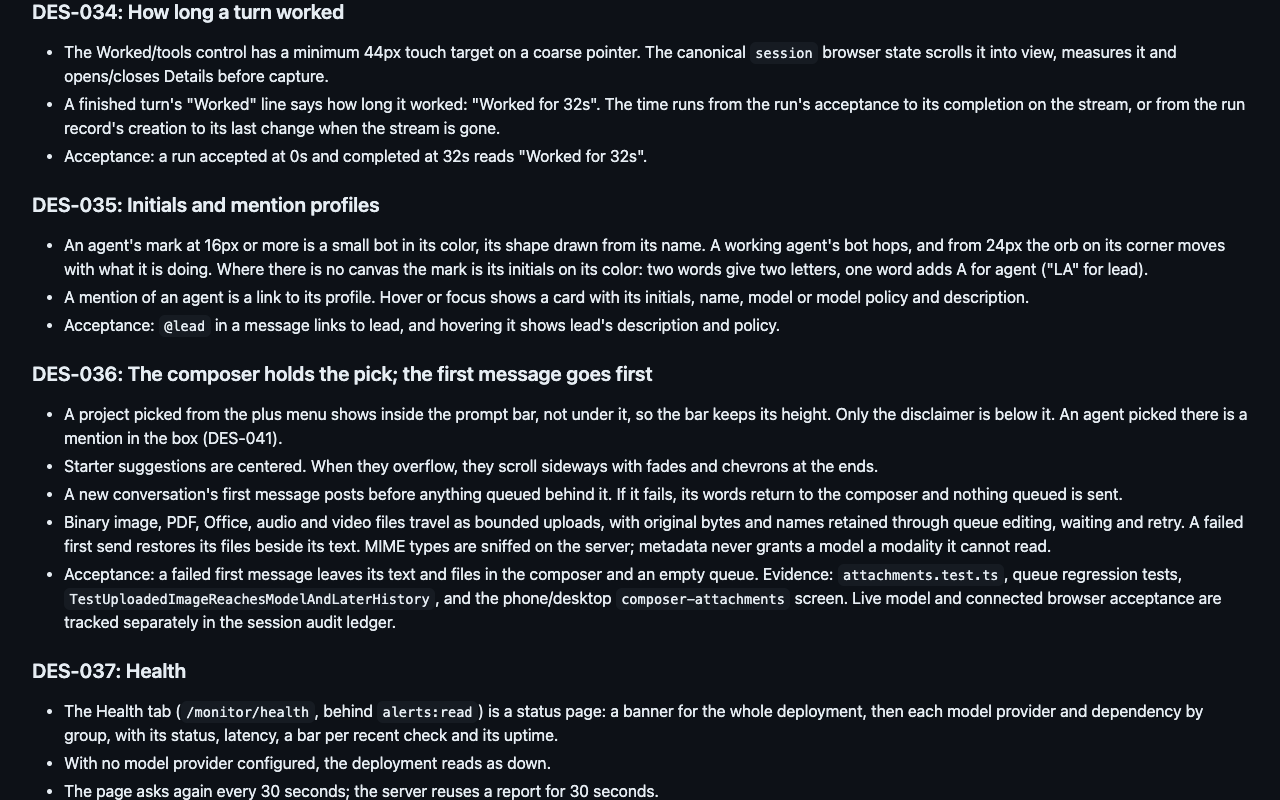 DES-034: How long a turn worked
The Worked/tools control has a minimum 44px touch target on a coarse pointer. The canonical session browser state scrolls it into view, measures it and
opens/closes Details before capture.
A finished turn's "Worked" line says how long it worked: "Worked for 32s". The time runs from the run's acceptance to its completion on the stream, or from the run
record's creation to its last change when the stream is gone.
Acceptance: a run accepted at 0s and completed at 32s reads "Worked for 32s".
DES-035: Initials and mention profiles
An agent's mark at 16px or more is a small bot in its color, its shape drawn from its name. A working agent's bot hops, and from 24px the orb on its corner moves
with what it is doing. Where there is no canvas the mark is its initials on its color: two words give two letters, one word adds A for agent ("LA" for lead).
A mention of an agent is a link to its profile. Hover or focus shows a card with its initials, name, model or model policy and description.
Acceptance: @lead in a message links to lead, and hovering it shows lead's description and policy.
DES-036: The composer holds the pick; the first message goes first
A project picked from the plus menu shows inside the prompt bar, not under it, so the bar keeps its height. Only the disclaimer is below it. An agent picked there is a
mention in the box (DES-041).
Starter suggestions are centered. When they overflow, they scroll sideways with fades and chevrons at the ends.
A new conversation's first message posts before anything queued behind it. If it fails, its words return to the composer and nothing queued is sent.
Binary image, PDF, Office, audio and video files travel as bounded uploads, with original bytes and names retained through queue editing, waiting and retry. A failed
first send restores its files beside its text. MIME types are sniffed on the server; metadata never grants a model a modality it cannot read.
Acceptance: a failed first message leaves its text and files in the composer and an empty queue. Evidence: attachments.test.ts, queue regression tests,
TestUploadedImageReachesModelAndLaterHistory, and the phone/desktop composer-attachments screen. Live model and connected browser acceptance are
tracked separately in the session audit ledger.
DES-037: Health
The Health tab (/monitor/health, behind alerts:read) is a status page: a banner for the whole deployment, then each model provider and dependency by
group, with its status, latency, a bar per recent check and its uptime.
With no model provider configured, the deployment reads as down.
The page asks again every 30 seconds; the server reuses a report for 30 seconds.